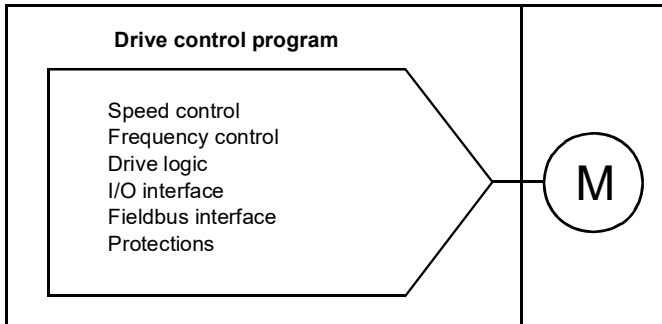 Drive control program
Speed control
Frequency control
Drive logic
I/O interface
Fieldbus interface
Protections
M